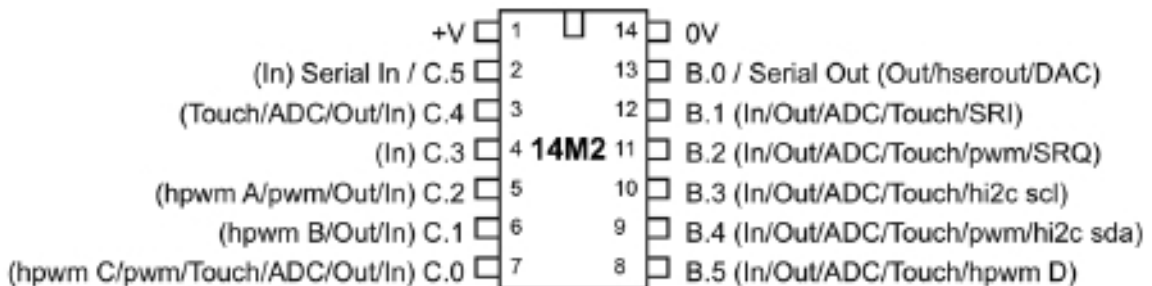 +V 1 14 0V
(In) Serial In / C.5 2 13 B.0 / Serial Out (Out/hserout/DAC)
(Touch/ADC/Out/In) C.4 3 12 B.1 (In/Out/ADC/Touch/SRI)
(In) C.3 4 14M2 11 B.2 (In/Out/ADC/Touch/pwm/SRQ)
(hpwm A/pwm/Out/In) C.2 5 10 B.3 (In/Out/ADC/Touch/hi2c scl)
(hpwm B/Out/In) C.1 6 9 B.4 (In/Out/ADC/Touch/pwm/hi2c sda)
(hpwm C/pwm/Touch/ADC/Out/In) C.0 7 8 B.5 (In/Out/ADC/Touch/hpwm D)